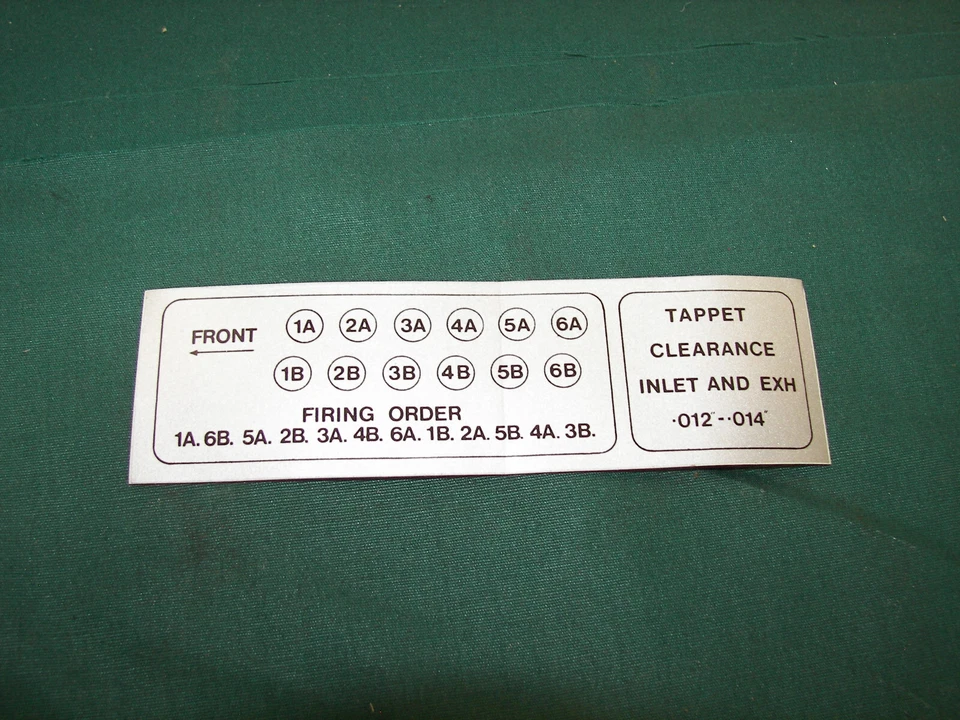 FRONT
1A 2A 3A 4A 5A 6A
1B 2B 3B 4B 5B 6B
FIRING ORDER
1A. 6B. 5A. 2B. 3A. 4B. 6A. 1B. 2A. 5B. 4A. 3B.
TAPPET
CLEARANCE
INLET AND EXH
·012"-·014"